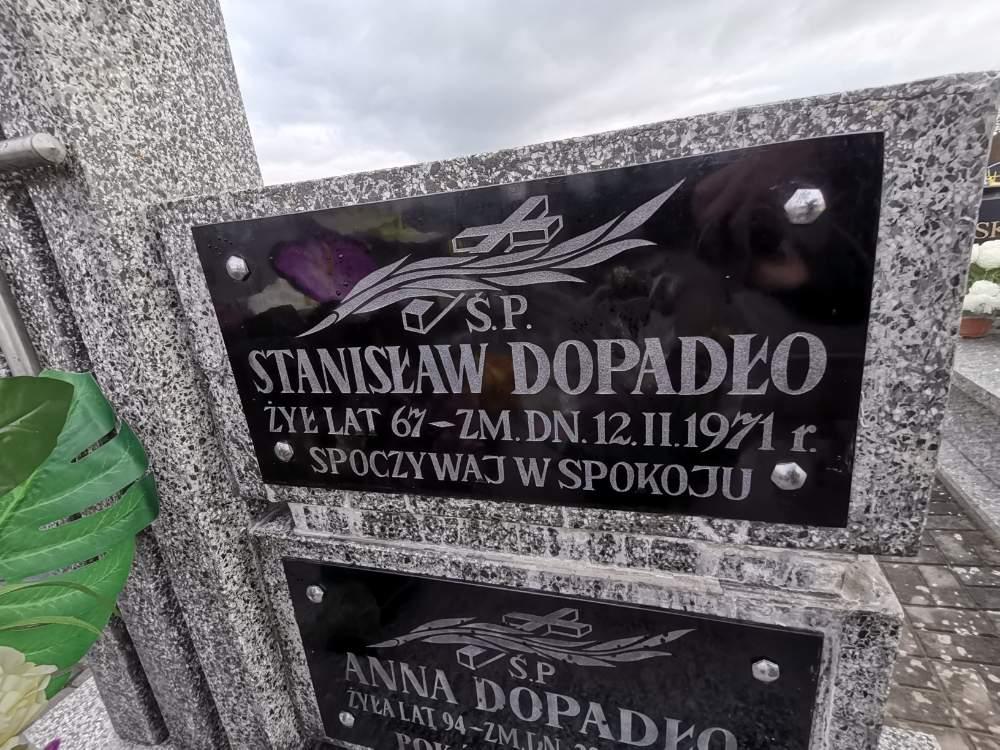 Ś.P.
STANISŁAW DOPADŁO
ŻYŁ LAT 67 – ZM. DN. 12.II.1971 r.
SPOCZYWAJ W SPOKOJU
Ś.P
ANNA DOPADŁO
ŻYŁA LAT 94 – ZM.